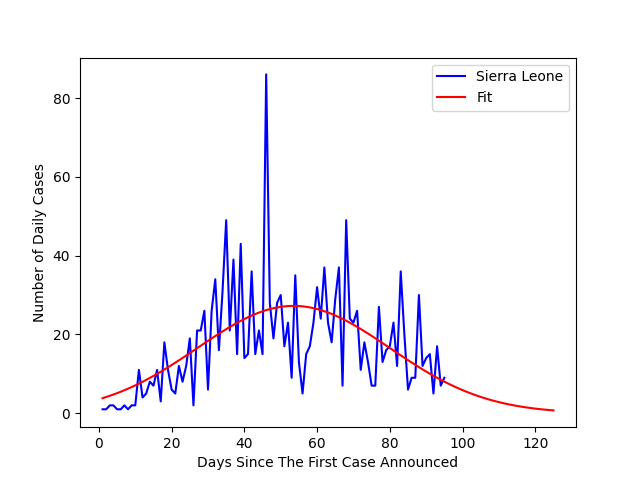 Sierra Leone
Fit
80
60
40
20
0
Number of Daily Cases
0 20 40 60 80 100 120
Days Since The First Case Announced